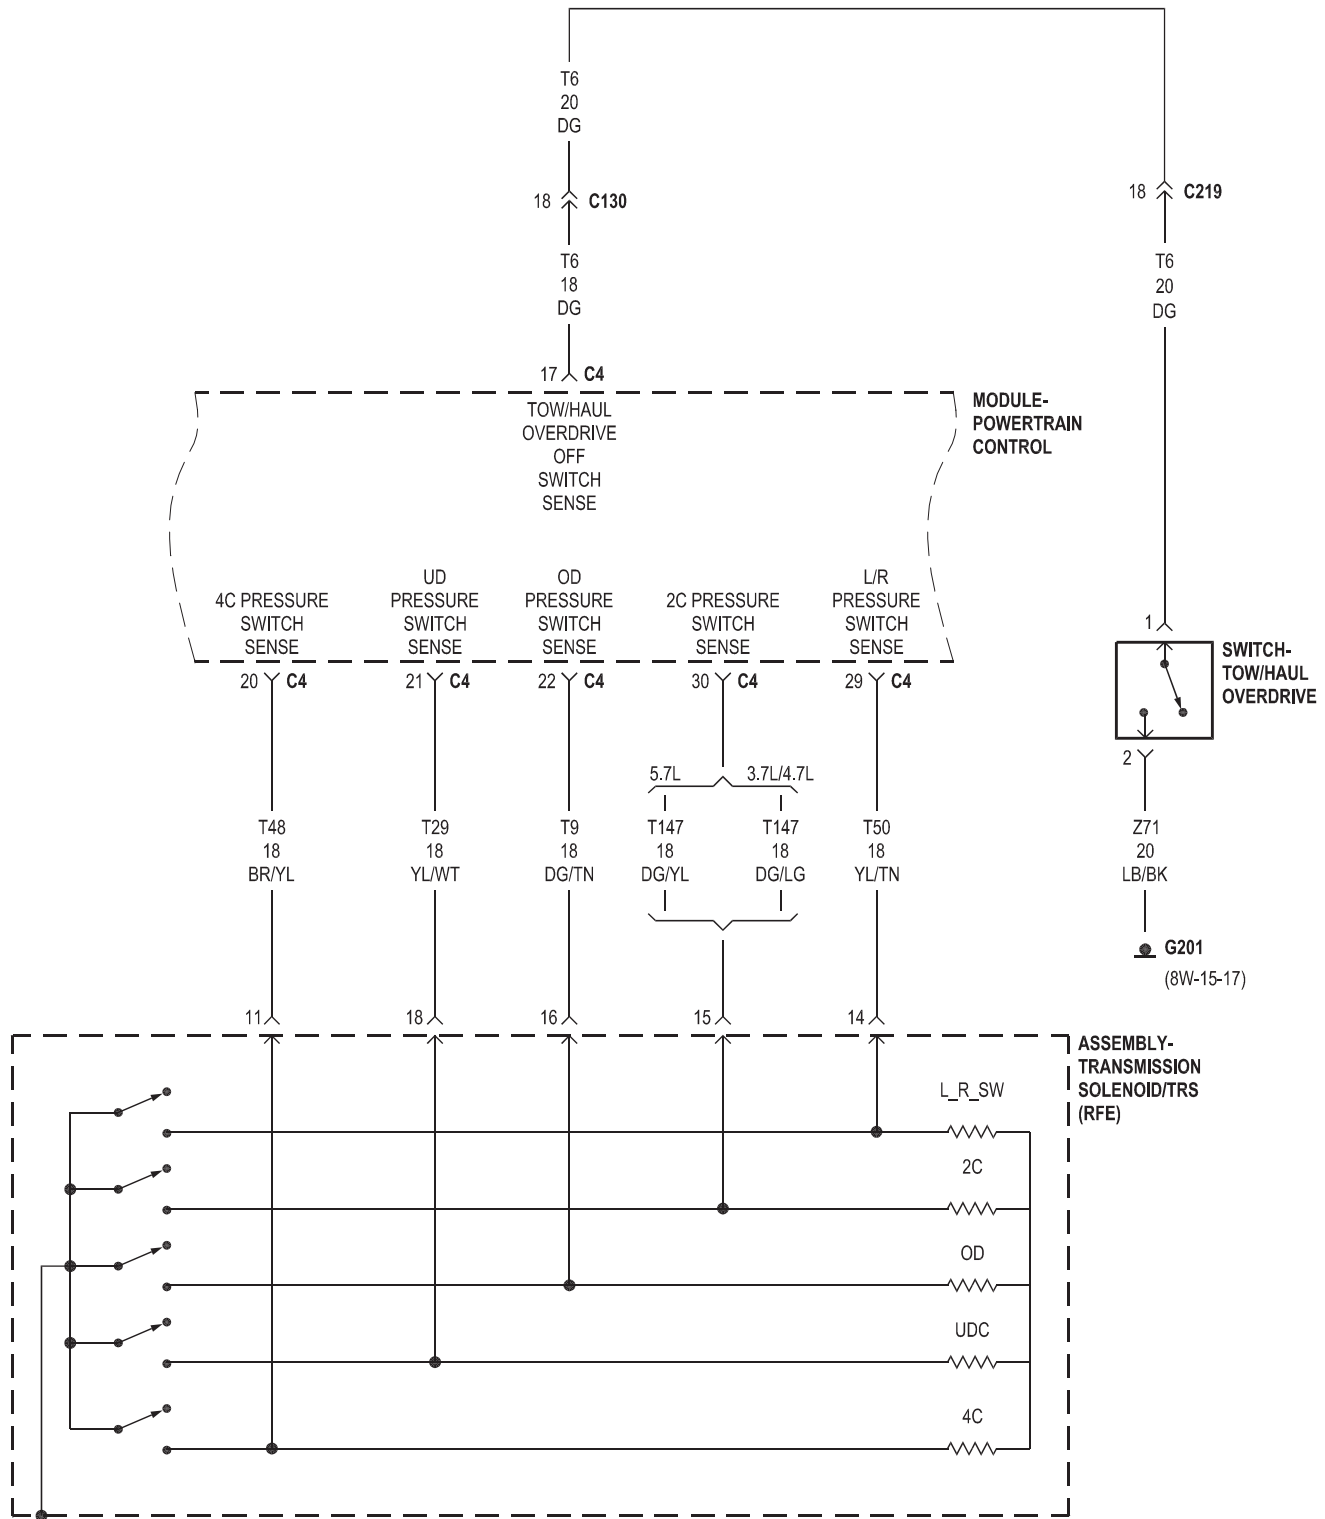 T6
20
DG
18 C130
18 C219
T6
18
DG
T6
20
DG
17 C4
TOW/HAUL
OVERDRIVE
OFF
SWITCH
SENSE
MODULE-
POWERTRAIN
CONTROL
4C PRESSURE
SWITCH
SENSE
UD
PRESSURE
SWITCH
SENSE
OD
PRESSURE
SWITCH
SENSE
2C PRESSURE
SWITCH
SENSE
L/R
PRESSURE
SWITCH
SENSE
1
SWITCH-
TOW/HAUL
OVERDRIVE
2
20 C4
21 C4
22 C4
30 C4
29 C4
5.7L
3.7L/4.7L
T48
18
BR/YL
T29
18
YL/WT
T9
18
DG/TN
T147
18
DG/YL
T147
18
DG/LG
T50
18
YL/TN
Z71
20
LB/BK
G201
(8W-15-17)
11
18
16
15
14
ASSEMBLY-
TRANSMISSION
SOLENOID/TRS
(RFE)
L_R_SW
2C
OD
UDC
4C